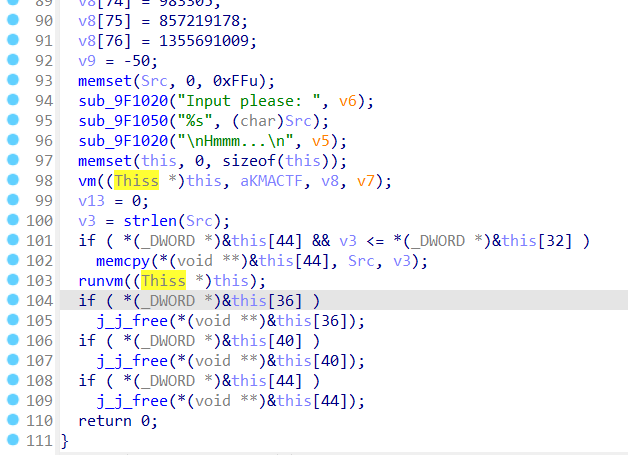 89 v8[74] = 983305;
90 v8[75] = 857219178;
91 v8[76] = 1355691009;
92 v9 = -50;
93 memset(Src, 0, 0xFFu);
94 sub_9F1020("Input please: ", v6);
95 sub_9F1050("%s", (char)Src);
96 sub_9F1020("\nHmmm...\n", v5);
97 memset(this, 0, sizeof(this));
98 vm((Thiss *)this, aKMACTF, v8, v7);
99 v13 = 0;
100 v3 = strlen(Src);
101 if ( *(_DWORD *)&this[44] && v3 <= *(_DWORD *)&this[32] )
102 memcpy(*(void **)&this[44], Src, v3);
103 runvm((Thiss *)this);
104 if ( *(_DWORD *)&this[36] )
105 j_j_free(*(void **)&this[36]);
106 if ( *(_DWORD *)&this[40] )
107 j_j_free(*(void **)&this[40]);
108 if ( *(_DWORD *)&this[44] )
109 j_j_free(*(void **)&this[44]);
110 return 0;
111 }